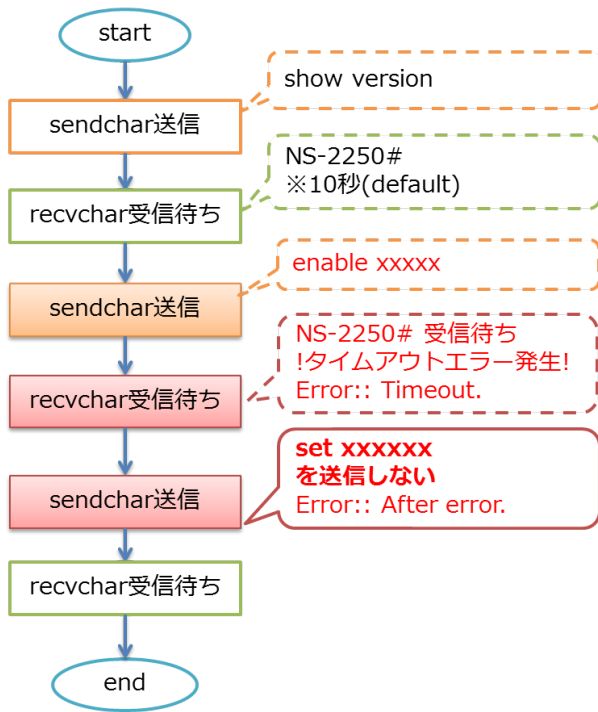 start
show version
sendchar送信
NS-2250#
※10秒(default)
recvchar受信待ち
enable xxxxx
sendchar送信
NS-2250# 受信待ち
!タイムアウトエラー発生!
Error:: Timeout.
recvchar受信待ち
set xxxxxx
を送信しない
Error:: After error.
sendchar送信
recvchar受信待ち
end